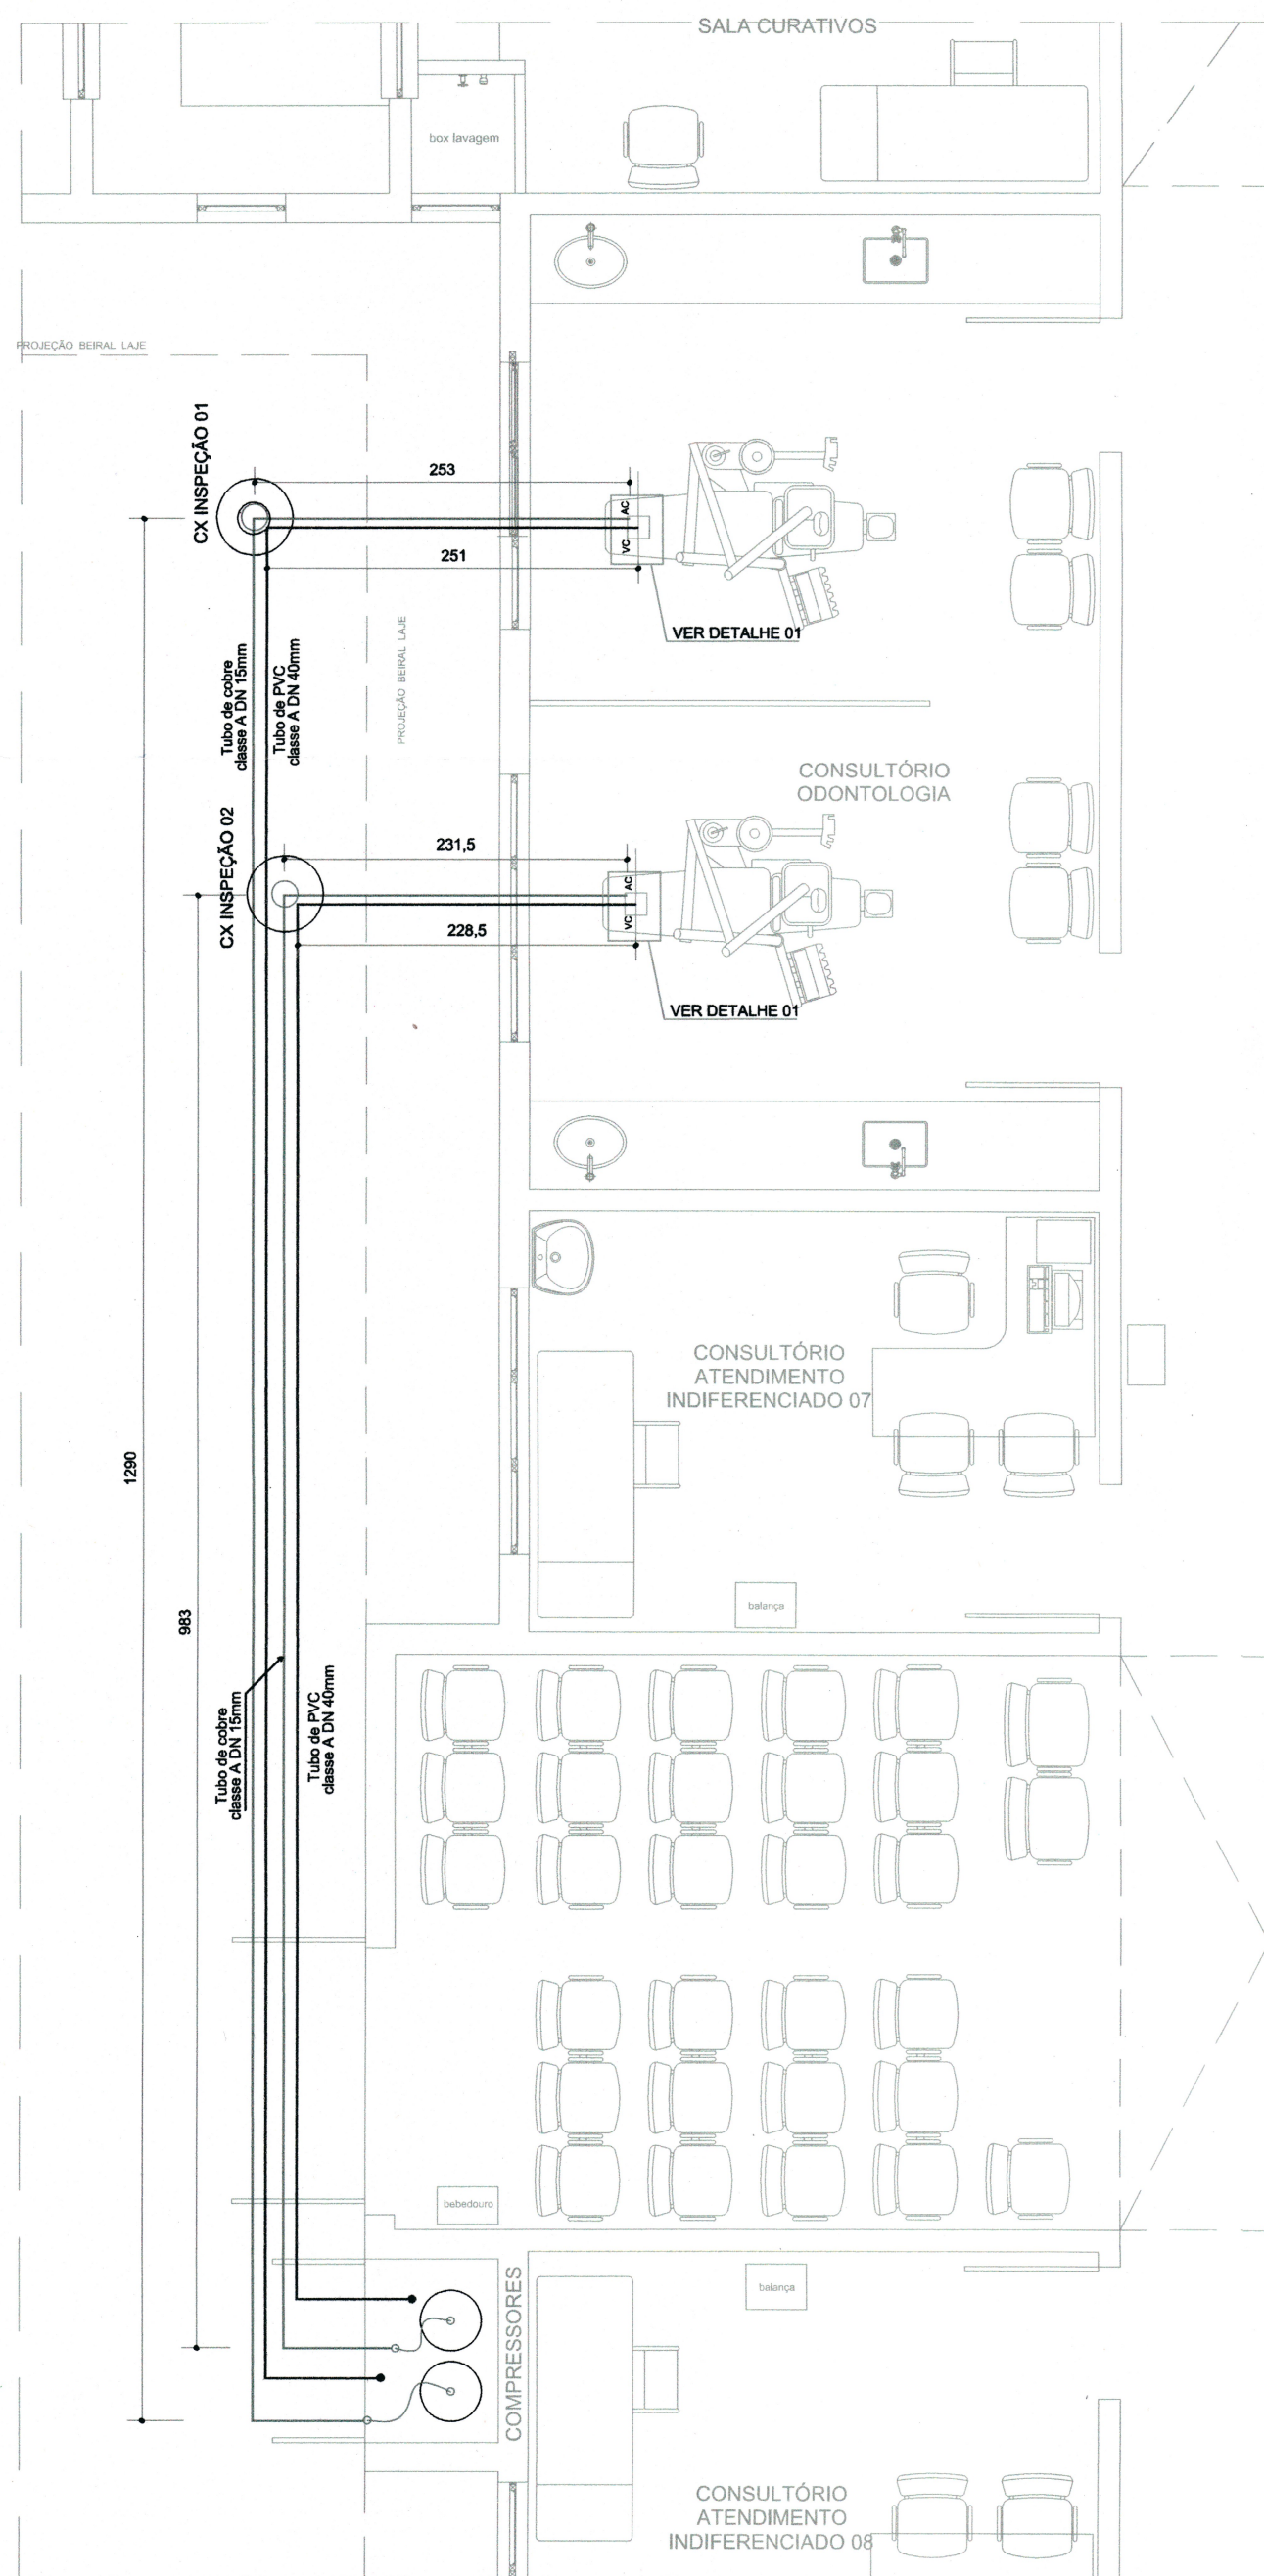 SALA CURATIVOS
box lavagem
PROJEÇÃO BEIRAL LAJE
CX INSPEÇÃO 01
253
AC
VC
251
VER DETALHE 01
Tubo de cobre
classe A DN 15mm
Tubo de PVC
classe A DN 40mm
PROJEÇÃO BEIRAL LAJE
CONSULTÓRIO
ODONTOLOGIA
CX INSPEÇÃO 02
231,5
AC
VC
228,5
VER DETALHE 01
CONSULTÓRIO
ATENDIMENTO
INDIFERENCIADO 07
1290
983
balança
Tubo de cobre
classe A DN 15mm
Tubo de PVC
classe A DN 40mm
bebedouro
COMPRESSORES
balança
CONSULTÓRIO
ATENDIMENTO
INDIFERENCIADO 08